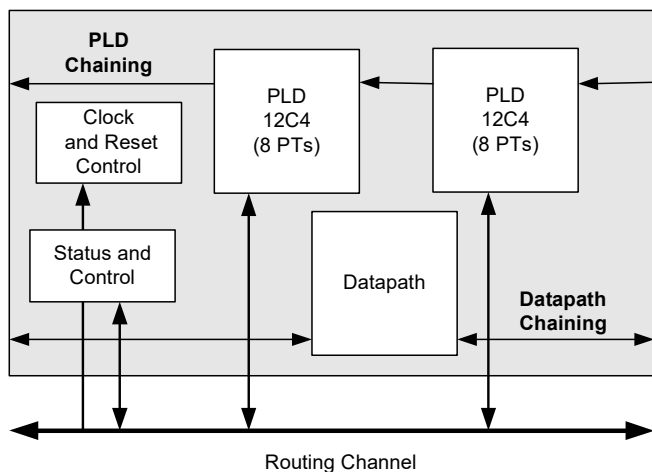 PLD
Chaining
PLD
12C4
(8 PTs)
PLD
12C4
(8 PTs)
Clock
and Reset
Control
Status and
Control
Datapath
Datapath
Chaining
Routing Channel